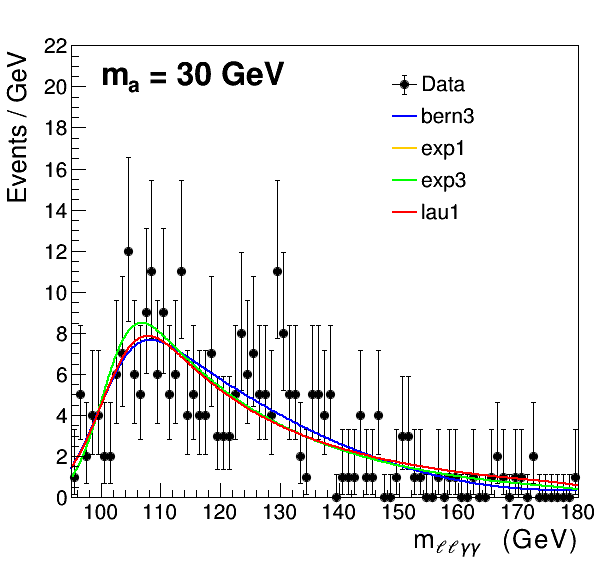 22
20
18
16
14
12
10
8
6
4
2
0
Events / GeV
m_a = 30 GeV
Data
bern3
exp1
exp3
lau1
100 110 120 130 140 150 160 170 180
m_ℓℓγγ (GeV)